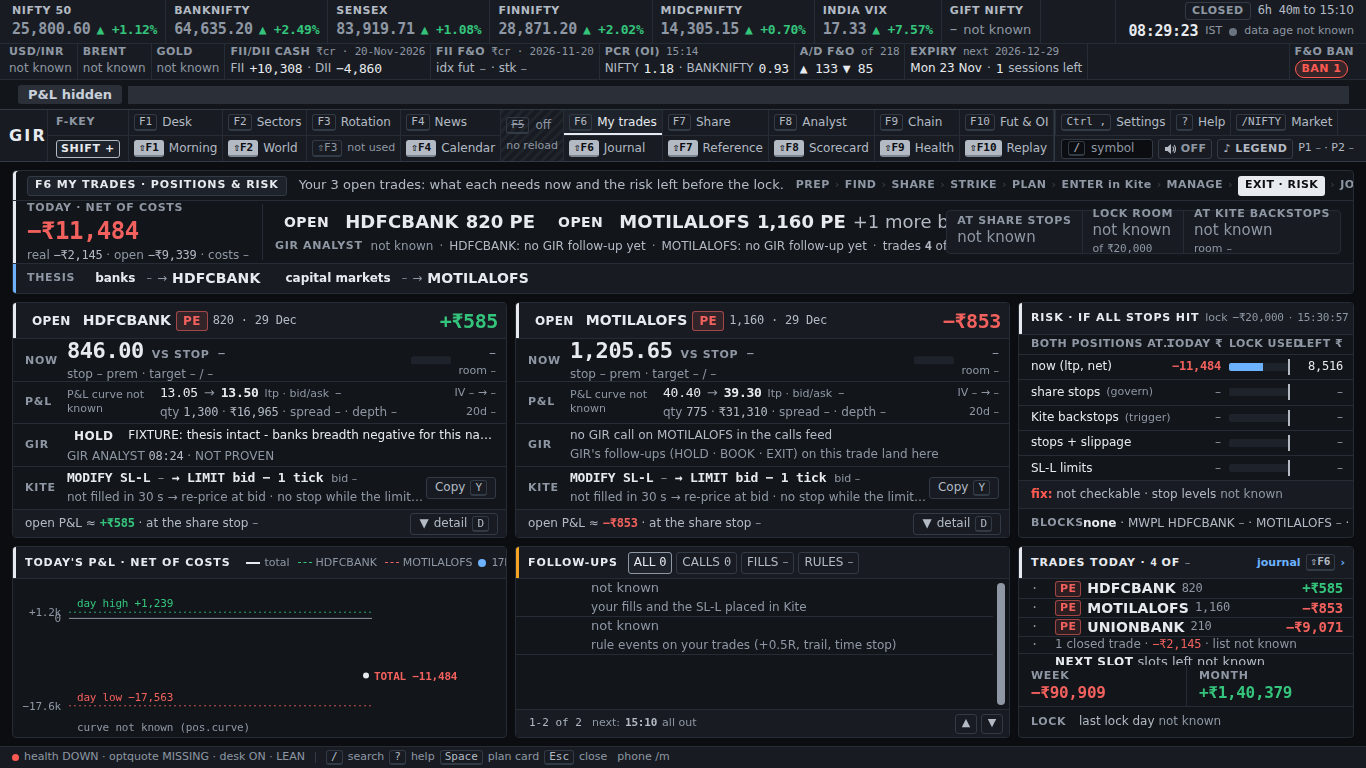 NIFTY 50 BANKNIFTY SENSEX FINNIFTY MIDCPNIFTY INDIA VIX GIFT NIFTY CLOSED 6h 40m to 15:10
25,800.60 ▲ +1.12% 64,635.20 ▲ +2.49% 83,919.71 ▲ +1.08% 28,871.20 ▲ +2.02% 14,305.15 ▲ +0.70% 17.33 ▲ +7.57% – not known 08:29:23 IST ● data age not known
USD/INR BRENT GOLD FII/DII CASH ₹cr · 20-Nov-2026 FII F&O ₹cr · 2026-11-20 PCR (OI) 15:14 A/D F&O of 218 EXPIRY next 2026-12-29 F&O BAN
not known not known not known FII +10,308 · DII −4,860 idx fut – · stk – NIFTY 1.18 · BANKNIFTY 0.93 ▲ 133 ▼ 85 Mon 23 Nov · 1 sessions left BAN 1
P&L hidden
GIR F-KEY F1 Desk F2 Sectors F3 Rotation F4 News F5 off F6 My trades F7 Share F8 Analyst F9 Chain F10 Fut & OI Ctrl , Settings ? Help /NIFTY Market
SHIFT + ⇧F1 Morning ⇧F2 World ⇧F3 not used ⇧F4 Calendar no reload ⇧F6 Journal ⇧F7 Reference ⇧F8 Scorecard ⇧F9 Health ⇧F10 Replay / symbol OFF ♪ LEGEND P1 – · P2 –
F6 MY TRADES · POSITIONS & RISK Your 3 open trades: what each needs now and the risk left before the lock. PREP › FIND › SHARE › STRIKE › PLAN › ENTER in Kite › MANAGE › EXIT · RISK › JO
TODAY · NET OF COSTS
−₹11,484
real −₹2,145 · open −₹9,339 · costs –
OPEN HDFCBANK 820 PE OPEN MOTILALOFS 1,160 PE +1 more b
GIR ANALYST not known · HDFCBANK: no GIR follow-up yet · MOTILALOFS: no GIR follow-up yet · trades 4 of
AT SHARE STOPS LOCK ROOM AT KITE BACKSTOPS
not known not known not known
of ₹20,000 room –
THESIS banks – → HDFCBANK capital markets – → MOTILALOFS
OPEN HDFCBANK PE 820 · 29 Dec +₹585
NOW 846.00 VS STOP – –
stop – prem · target – / – room –
P&L P&L curve not known 13.05 → 13.50 ltp · bid/ask – IV – → –
qty 1,300 · ₹16,965 · spread – · depth – 20d –
GIR HOLD FIXTURE: thesis intact - banks breadth negative for this na...
GIR ANALYST 08:24 · NOT PROVEN
KITE MODIFY SL-L – → LIMIT bid − 1 tick bid –
not filled in 30 s → re-price at bid · no stop while the limit... Copy Y
open P&L ≈ +₹585 · at the share stop – ▼ detail D
OPEN MOTILALOFS PE 1,160 · 29 Dec −₹853
NOW 1,205.65 VS STOP – –
stop – prem · target – / – room –
P&L P&L curve not known 40.40 → 39.30 ltp · bid/ask – IV – → –
qty 775 · ₹31,310 · spread – · depth – 20d –
GIR no GIR call on MOTILALOFS in the calls feed
GIR's follow-ups (HOLD · BOOK · EXIT) on this trade land here
KITE MODIFY SL-L – → LIMIT bid − 1 tick bid –
not filled in 30 s → re-price at bid · no stop while the limit... Copy Y
open P&L ≈ −₹853 · at the share stop – ▼ detail D
RISK · IF ALL STOPS HIT lock −₹20,000 · 15:30:57
BOTH POSITIONS AT... TODAY ₹ LOCK USED LEFT ₹
now (ltp, net) −11,484 8,516
share stops (govern) – –
Kite backstops (trigger) – –
stops + slippage – –
SL-L limits – –
fix: not checkable · stop levels not known
BLOCKS none · MWPL HDFCBANK – · MOTILALOFS – ·
TODAY'S P&L · NET OF COSTS total HDFCBANK MOTILALOFS
day high +1,239
+1.2k
0
TOTAL −11,484
day low −17,563
−17.6k
curve not known (pos.curve)
FOLLOW-UPS ALL 0 CALLS 0 FILLS – RULES –
not known
your fills and the SL-L placed in Kite
not known
rule events on your trades (+0.5R, trail, time stop)
1-2 of 2 next: 15:10 all out ▲ ▼
TRADES TODAY · 4 OF – journal ⇧F6 ›
· PE HDFCBANK 820 +₹585
· PE MOTILALOFS 1,160 −₹853
· PE UNIONBANK 210 −₹9,071
· 1 closed trade · −₹2,145 · list not known
NEXT SLOT slots left not known
WEEK MONTH
−₹90,909 +₹1,40,379
LOCK last lock day not known
health DOWN · optquote MISSING · desk ON · LEAN / search ? help Space plan card Esc close phone /m